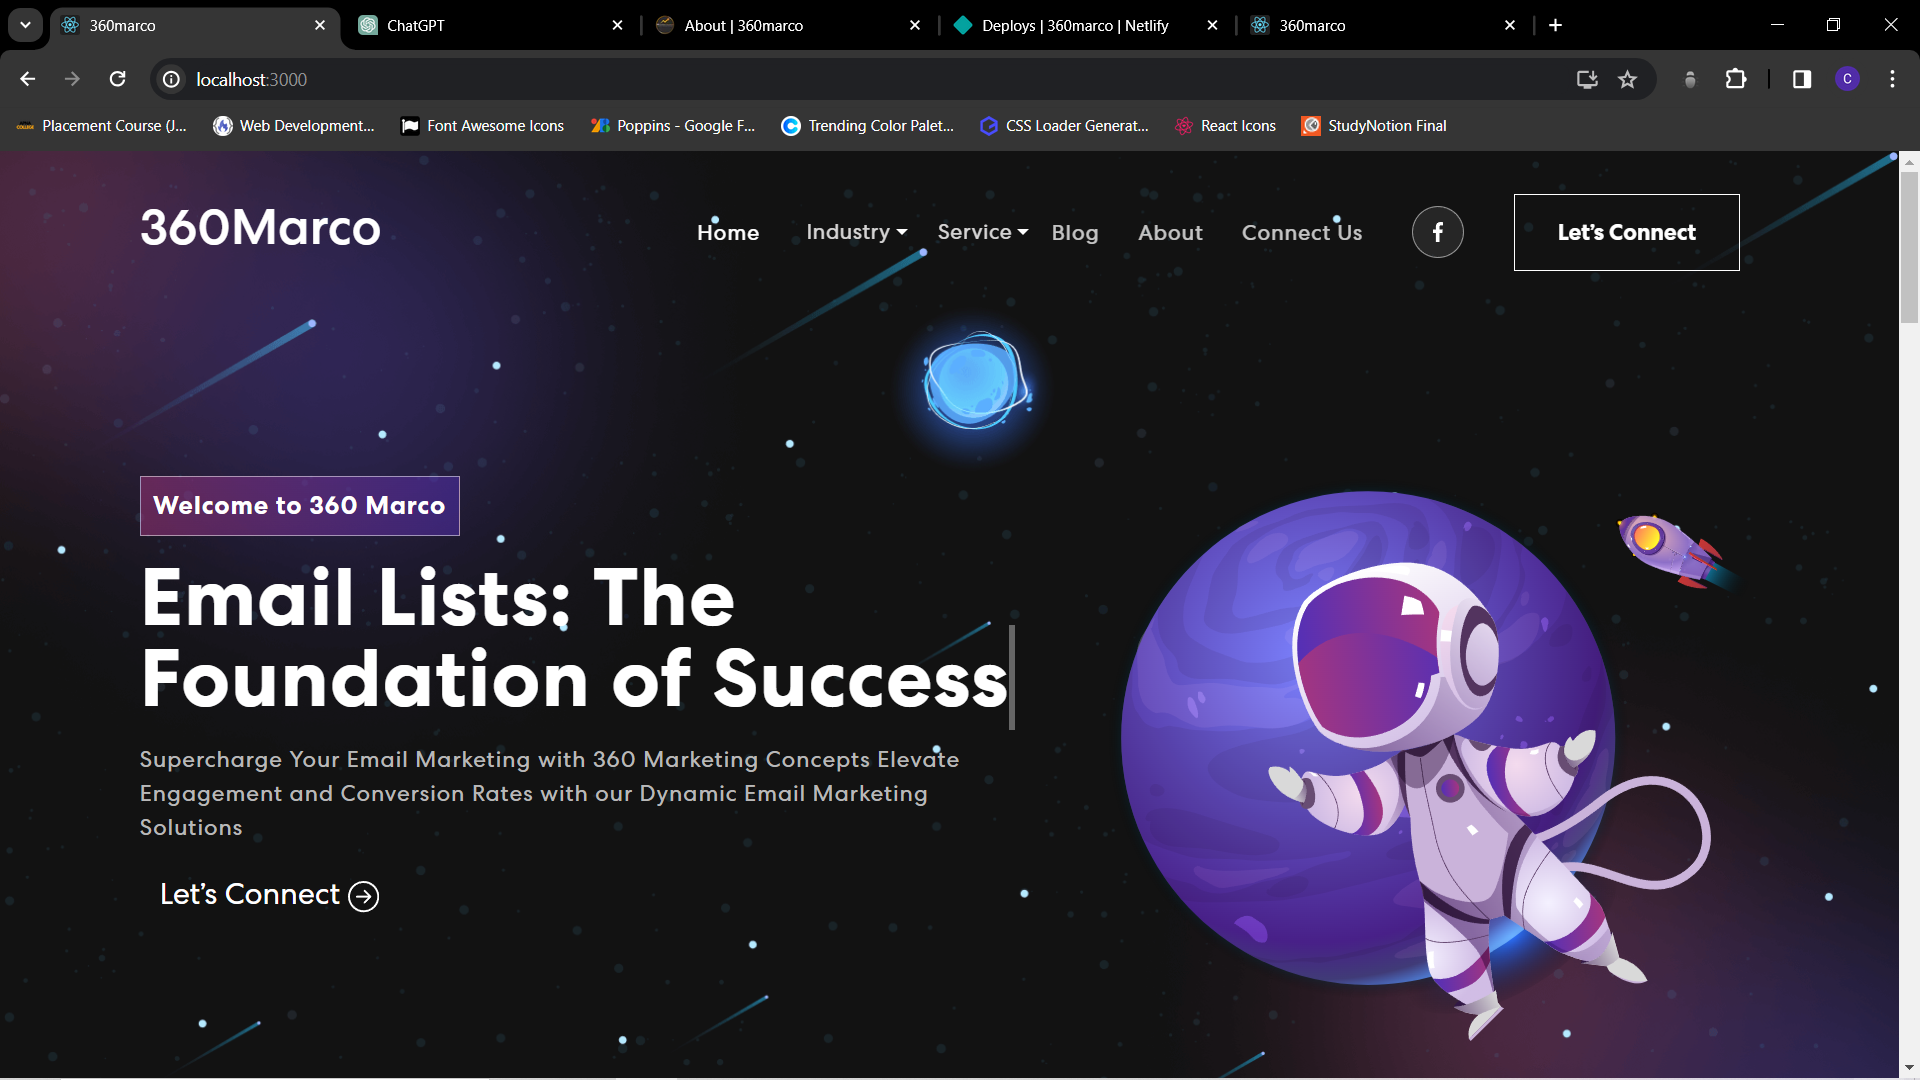 360marco
ChatGPT
About | 360marco
Deploys | 360marco | Netlify
360marco
localhost:3000
C
Placement Course (J...
Web Development...
Font Awesome Icons
Poppins - Google F...
Trending Color Palet...
CSS Loader Generat...
React Icons
StudyNotion Final
360Marco
Home
Industry
Service
Blog
About
Connect Us
Let’s Connect
Welcome to 360 Marco
Email Lists: The
Foundation of Success
Supercharge Your Email Marketing with 360 Marketing Concepts Elevate
Engagement and Conversion Rates with our Dynamic Email Marketing
Solutions
Let’s Connect